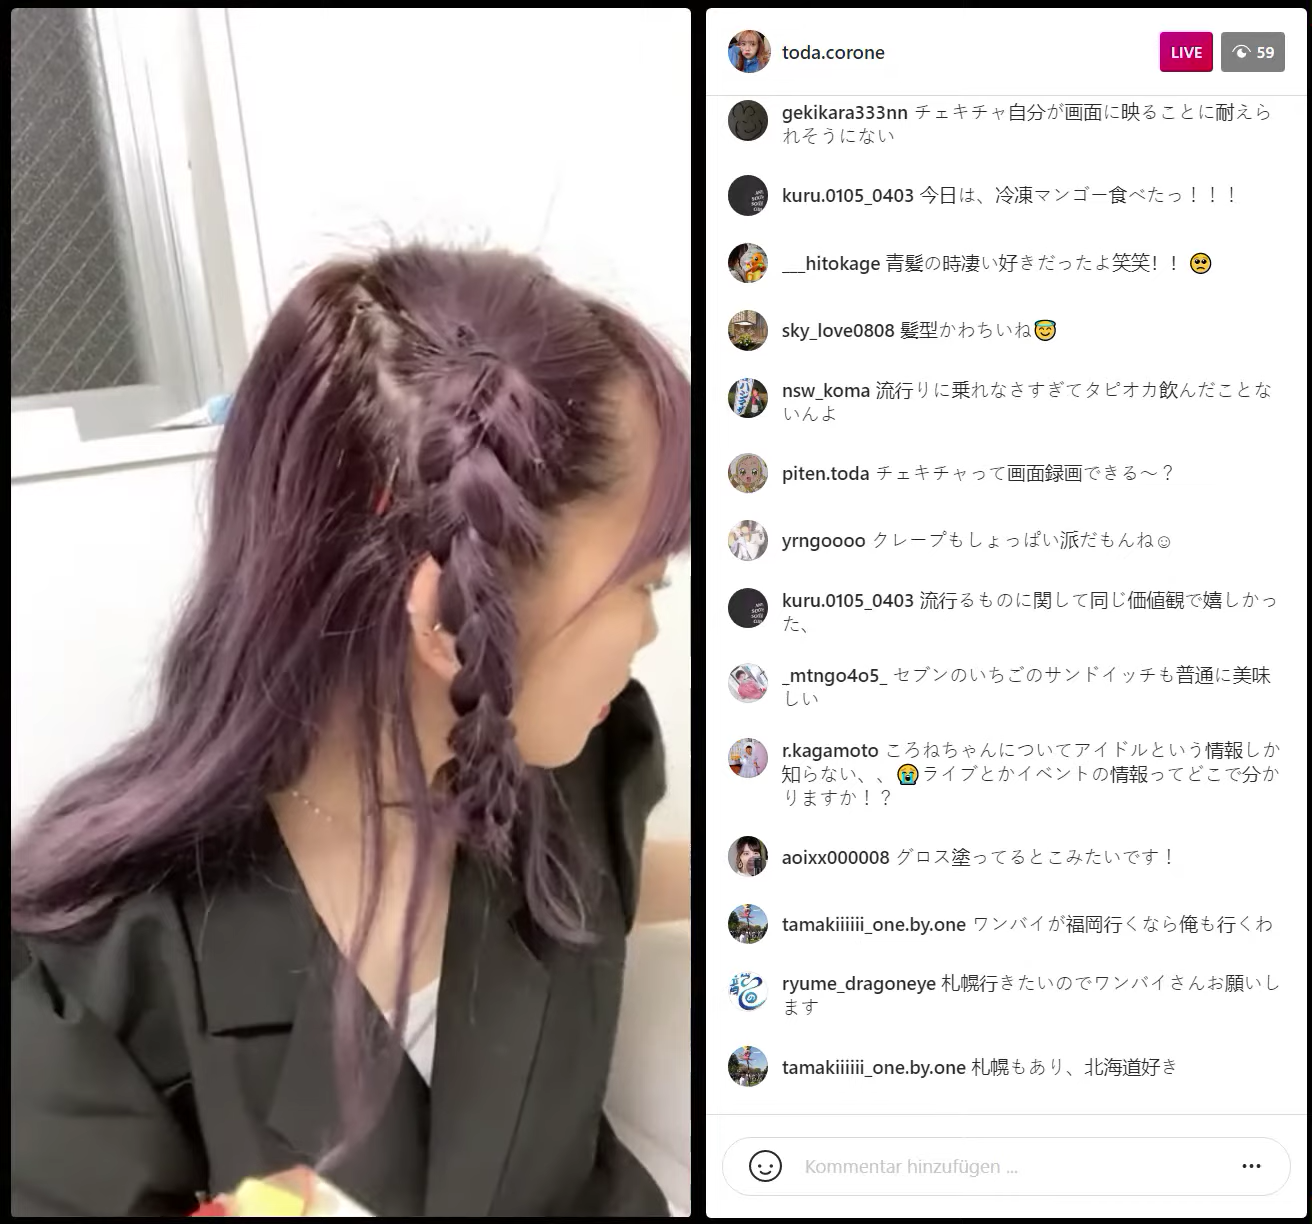 toda.corone
LIVE
59
gekikara333nn チェキチャ自分が画面に映ることに耐えら
れそうにない
kuru.0105_0403 今日は、冷凍マンゴー食べたっ！！！
___hitokage 青髪の時凄い好きだったよ笑笑！！🥺
sky_love0808 髪型かわちいね😇
nsw_koma 流行りに乗れなさすぎてタピオカ飲んだことな
いんよ
piten.toda チェキチャって画面録画できる〜？
yrngoooo クレープもしょっぱい派だもんね☺
kuru.0105_0403 流行るものに関して同じ価値観で嬉しかっ
た、
_mtngo4o5_ セブンのいちごのサンドイッチも普通に美味
しい
r.kagamoto ころねちゃんについてアイドルという情報しか
知らない、、😭ライブとかイベントの情報ってどこで分か
りますか！？
aoixx000008 グロス塗ってるとこみたいです！
tamakiiiiiii_one.by.one ワンバイが福岡行くなら俺も行くわ
ryume_dragoneye 札幌行きたいのでワンバイさんお願いし
ます
tamakiiiiiii_one.by.one 札幌もあり、北海道好き
Kommentar hinzufügen ...